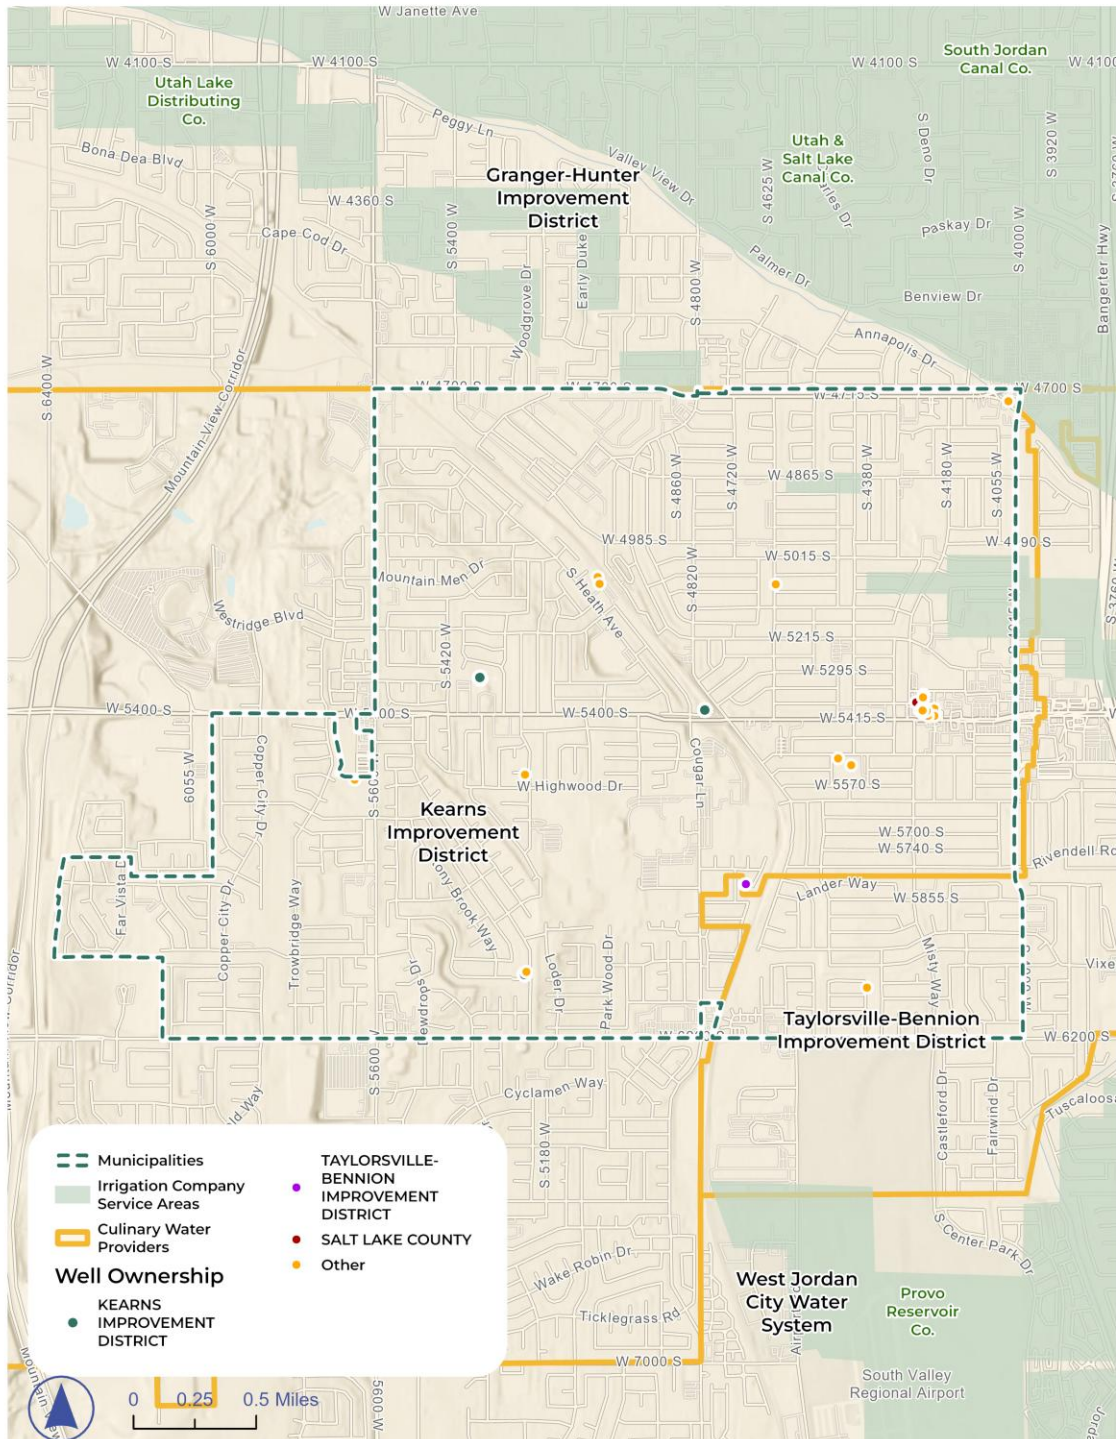 W Janette Ave
W 4100 S
W 4100 S
W 4100 S
W 4100
South Jordan
Canal Co.
Utah Lake
Distributing
Co.
Peggy Ln
Bona Dea Blvd
Valley View Dr
Utah &
Salt Lake
Canal Co.
S 4625 W
S Deno Dr
S 3920 W
Granger-Hunter
Improvement
District
W 4360 S
S 6000 W
Cape Cod Dr
S 5400 W
Early Duke
Woodgrove Dr
S 4800 W
Palmer Dr
Paskay Dr
S 4000 W
Benview Dr
Bangerter Hwy
Annapolis Dr
S 6400 W
Mountain View Corridor
W 4715 S
W 4700 S
S 4860 W
S 4720 W
W 4865 S
S 4380 W
S 4180 W
S 4055 W
W 4985 S
W 5015 S
Mountain Men Dr
S Heath Ave
S 4820 W
Westridge Blvd
S 5420 W
W 5215 S
W 5295 S
W 5400 S
W 5400 S
W 5415 S
6055 W
Copper City Dr
Cougar Ln
W Highwood Dr
W 5570 S
Kearns
Improvement
District
W 5700 S
W 5740 S
Rivendell Rd
Lander Way
W 5855 S
Copper City Dr
Trowbridge Way
Park Wood Dr
Loder Dr
Misty Way
Taylorsville-Bennion
Improvement District
W 6200 S
S 5600 W
Cyclamen Way
Castleford Dr
Fairwind Dr
Tuscaloosa
S 5180 W
S Center Park Dr
Wake Robin Dr
Ticklegrass Rd
West Jordan
City Water
System
Provo
Reservoir
Co.
W 7000 S
South Valley
Regional Airport
5600 W
Municipalities
Irrigation Company
Service Areas
Culinary Water
Providers
Well Ownership
KEARNS
IMPROVEMENT
DISTRICT
TAYLORSVILLE-
BENNION
IMPROVEMENT
DISTRICT
SALT LAKE COUNTY
Other
0 0.25 0.5 Miles